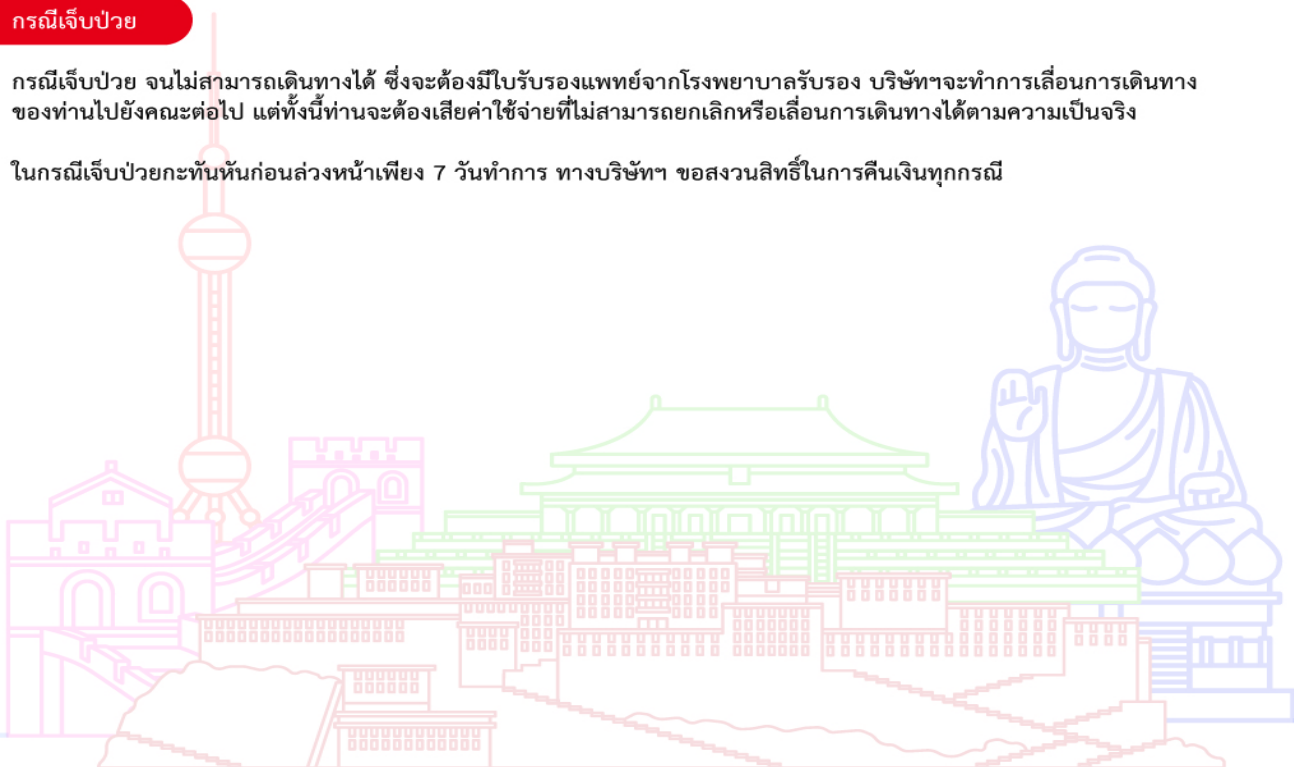 กรณีเจ็บป่วย
กรณีเจ็บป่วย จนไม่สามารถเดินทางได้ ซึ่งจะต้องมีใบรับรองแพทย์จากโรงพยาบาลรับรอง บริษัทฯจะทำการเลื่อนการเดินทาง
ของท่านไปยังคณะต่อไป แต่ทั้งนี้ท่านจะต้องเสียค่าใช้จ่ายที่ไม่สามารถยกเลิกหรือเลื่อนการเดินทางได้ตามความเป็นจริง
ในกรณีเจ็บป่วยกะทันหันก่อนล่วงหน้าเพียง 7 วันทำการ ทางบริษัทฯ ขอสงวนสิทธิ์ในการคืนเงินทุกกรณี